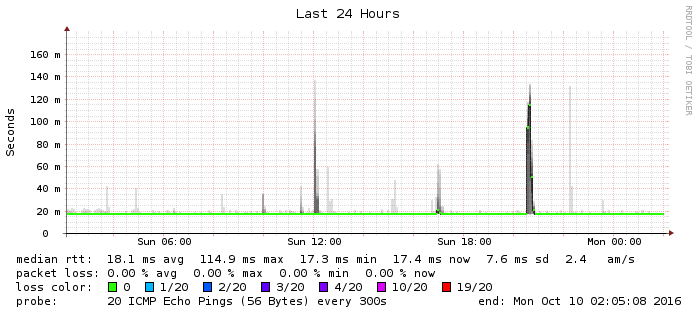 Last 24 Hours
RRDTOOL / TOBI OETIKER
Seconds
160 m
140 m
120 m
100 m
80 m
60 m
40 m
20 m
0
Sun 06:00 Sun 12:00 Sun 18:00 Mon 00:00
median rtt: 18.1 ms avg 114.9 ms max 17.3 ms min 17.4 ms now 7.6 ms sd 2.4 am/s
packet loss: 0.00 % avg 0.00 % max 0.00 % min 0.00 % now
loss color: 0 1/20 2/20 3/20 4/20 10/20 19/20
probe: 20 ICMP Echo Pings (56 Bytes) every 300s end: Mon Oct 10 02:05:08 2016